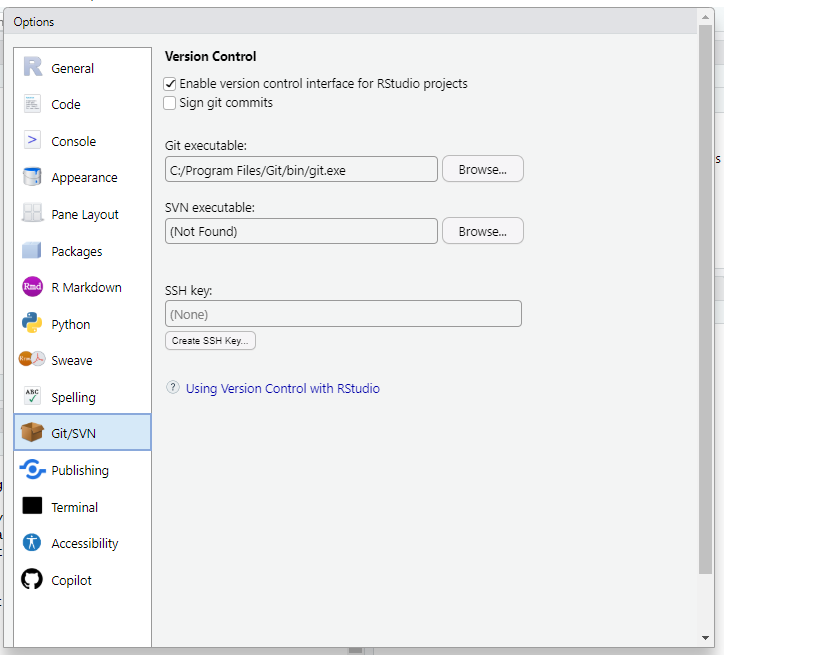 Options
General
Code
Console
Appearance
Pane Layout
Packages
Rmd R Markdown
Python
Sweave
ABC Spelling
Git/SVN
Publishing
Terminal
Accessibility
Copilot
Version Control
Enable version control interface for RStudio projects
Sign git commits
Git executable:
C:/Program Files/Git/bin/git.exe Browse...
SVN executable:
(Not Found) Browse...
SSH key:
(None)
Create SSH Key...
? Using Version Control with RStudio